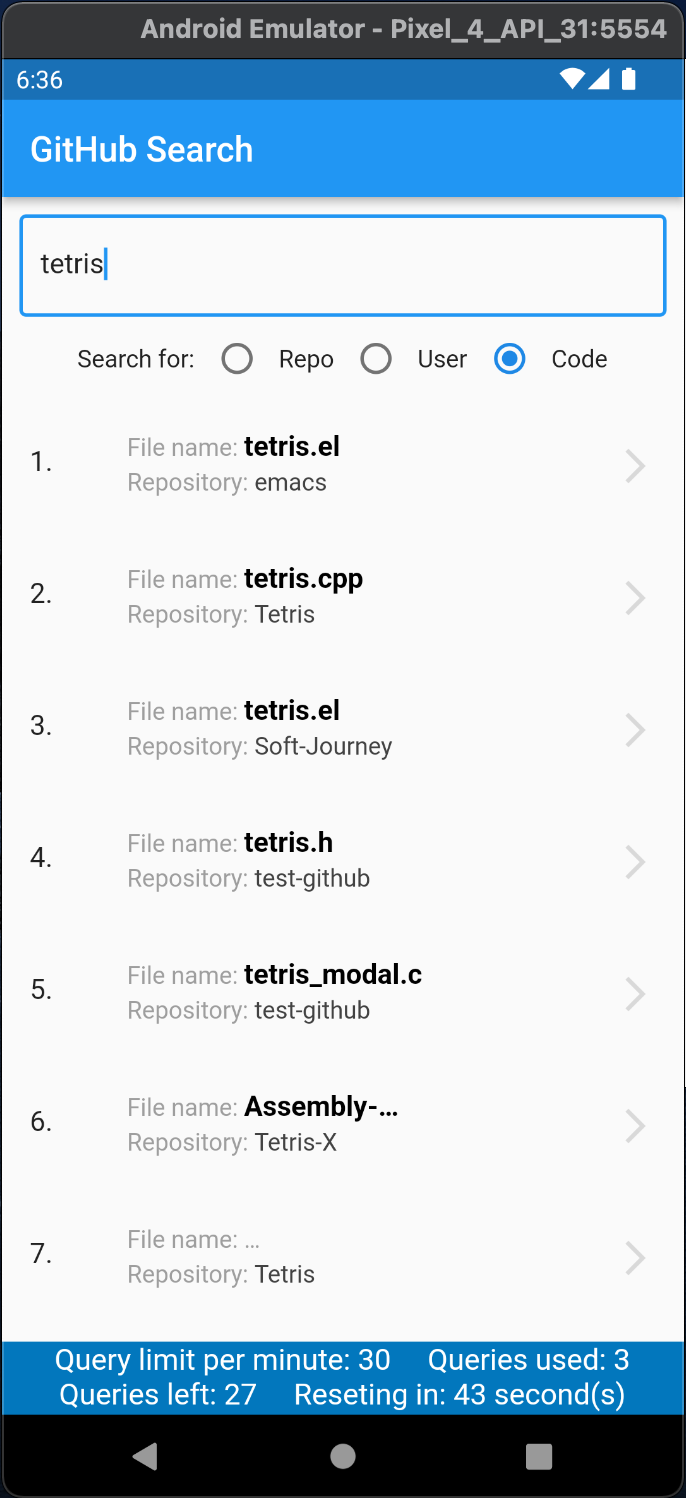 Android Emulator - Pixel_4_API_31:5554
6:36
GitHub Search
tetris
Search for: Repo User Code
1.
File name: tetris.el
Repository: emacs
2.
File name: tetris.cpp
Repository: Tetris
3.
File name: tetris.el
Repository: Soft-Journey
4.
File name: tetris.h
Repository: test-github
5.
File name: tetris_modal.c
Repository: test-github
6.
File name: Assembly-...
Repository: Tetris-X
7.
File name: ...
Repository: Tetris
Query limit per minute: 30 Queries used: 3
Queries left: 27 Reseting in: 43 second(s)